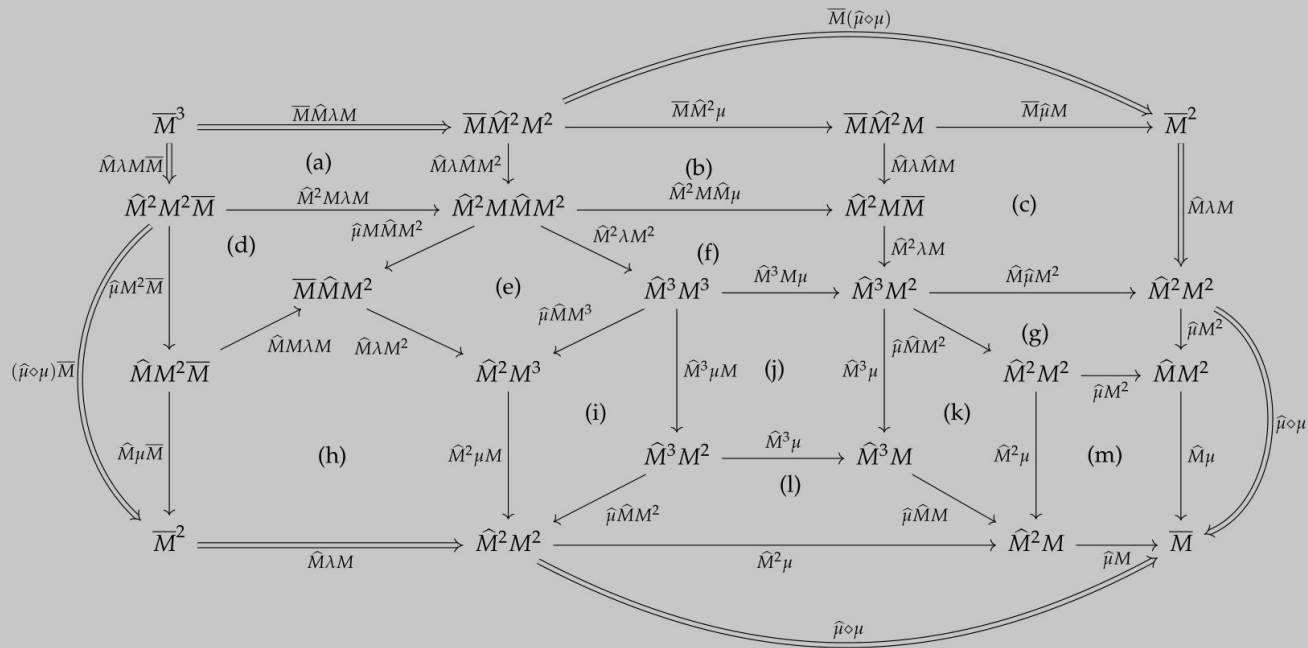 M̅(μ̂⋄μ)
M̅³ M̅M̂λM M̅M̂²M² M̅M̂²μ M̅M̂²M M̅μ̂M M̅²
M̂λMM̅ (a) M̂λM̂M² (b) M̂λM̂M
M̂²M²M̅ M̂²MλM M̂²MM̂M² M̂²MM̂μ M̂²MM̅ (c) M̂λM
(d) μ̂MM̂M² M̂²λM² (f) M̂²λM
μ̂M²M̅ M̅M̂M² (e) M̂³M³ M̂³Mμ M̂³M² M̂μ̂M² M̂²M²
μ̂M̂M³ μ̂M̂M² (g) μ̂M²
M̂MλM M̂λM²
(μ̂⋄μ)M̅ M̂M²M̅ M̂²M³ M̂³μM (j) M̂³μ M̂²M² μ̂M² M̂M²
(i) (k) μ̂⋄μ
M̂μM̅ (h) M̂²μM M̂³M² M̂³μ M̂³M M̂²μ (m) M̂μ
(l)
μ̂M̂M² μ̂M̂M
M̅² M̂λM M̂²M² M̂²μ M̂²M μ̂M M̅
μ̂⋄μ